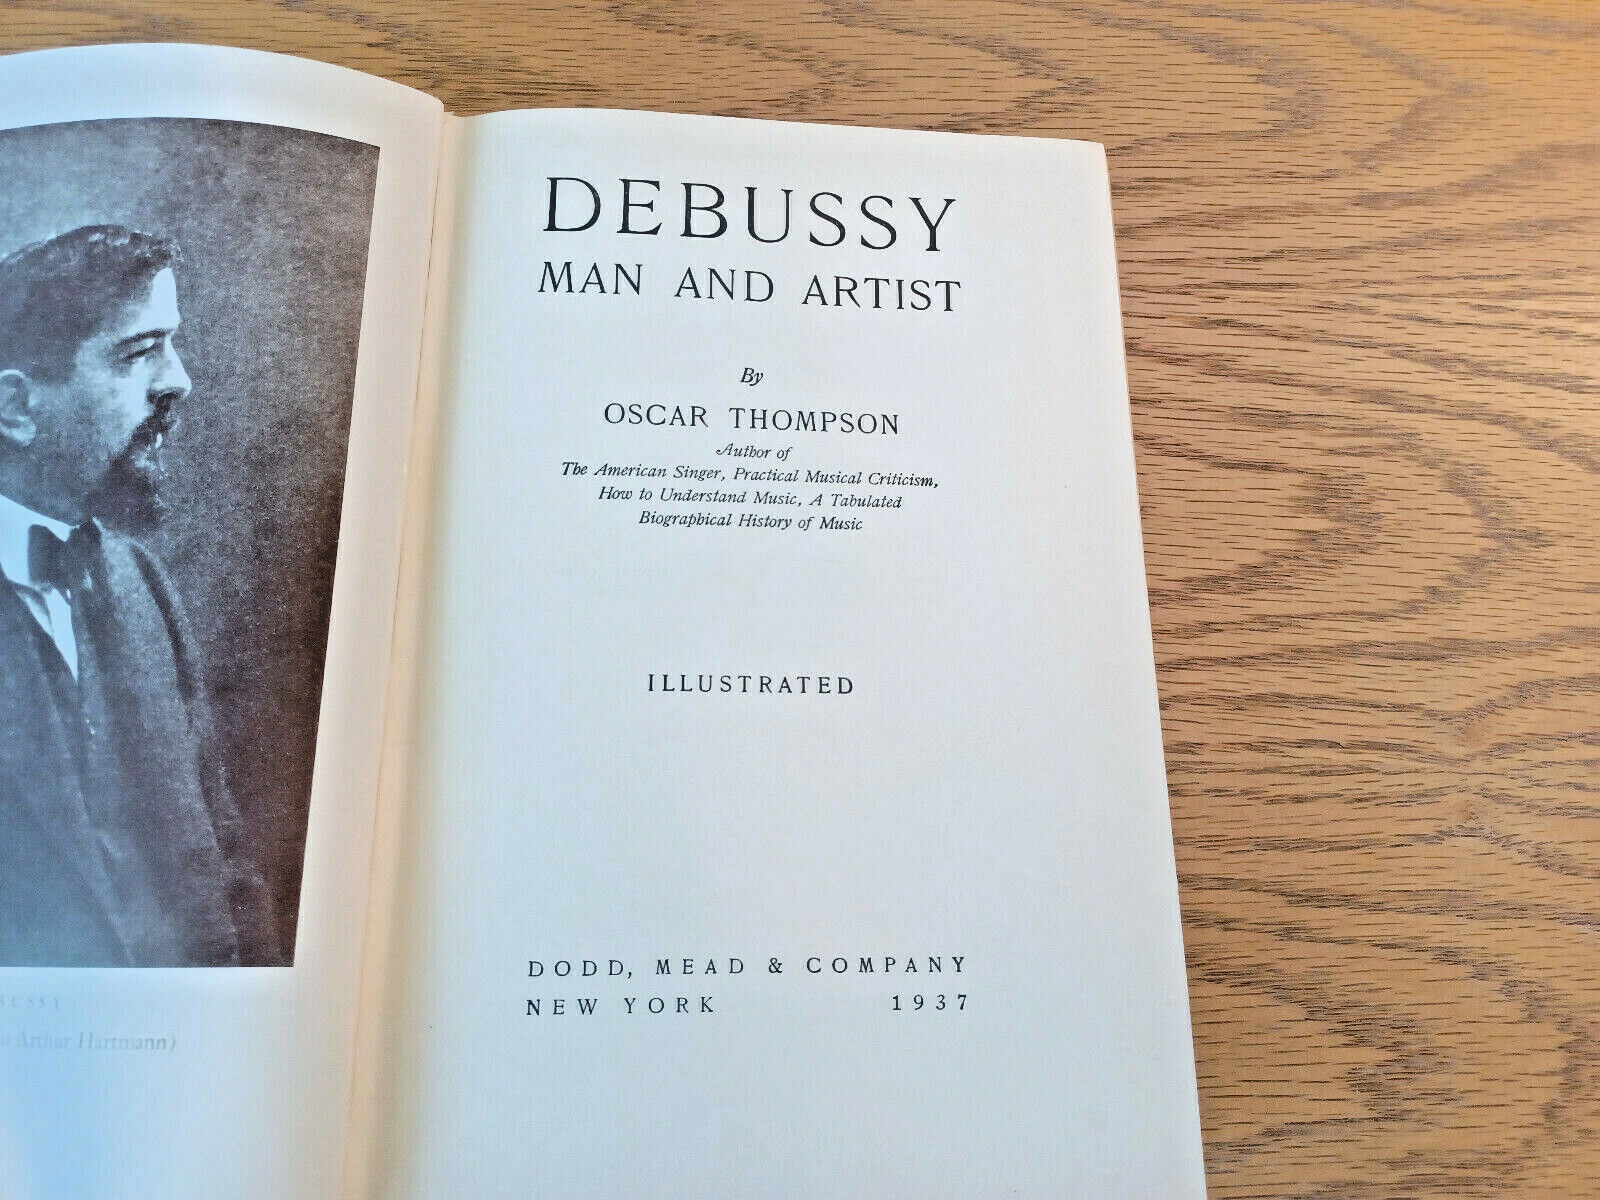 DEBUSSY
MAN AND ARTIST
By
OSCAR THOMPSON
Author of
The American Singer, Practical Musical Criticism,
How to Understand Music, A Tabulated
Biographical History of Music
ILLUSTRATED
DODD, MEAD & COMPANY
NEW YORK 1937
BUSSY
Arthur Hartmann)